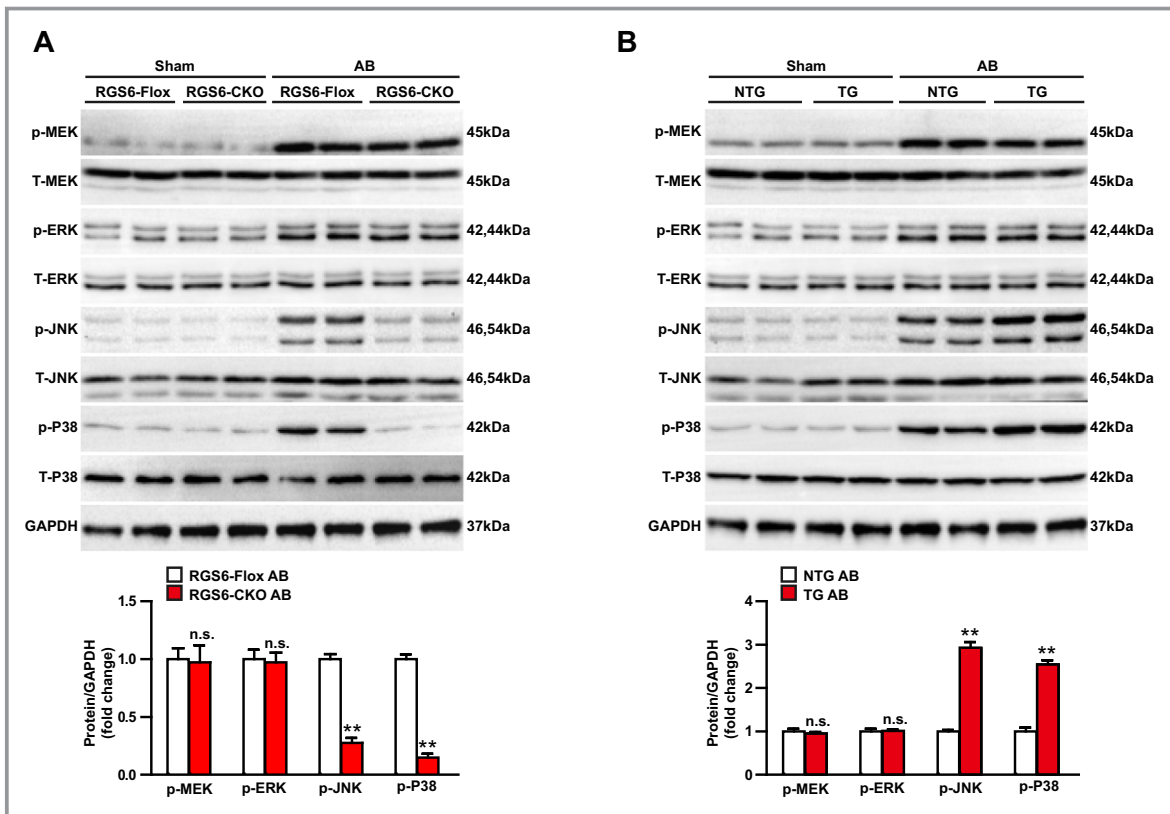 A
Sham AB
RGS6-Flox RGS6-CKO RGS6-Flox RGS6-CKO
p-MEK 45kDa
T-MEK 45kDa
p-ERK 42,44kDa
T-ERK 42,44kDa
p-JNK 46,54kDa
T-JNK 46,54kDa
p-P38 42kDa
T-P38 42kDa
GAPDH 37kDa
RGS6-Flox AB
RGS6-CKO AB
Protein/GAPDH
(fold change)
1.5
1.0
0.5
0.0
n.s.
n.s.
**
**
p-MEK p-ERK p-JNK p-P38
B
Sham AB
NTG TG NTG TG
p-MEK 45kDa
T-MEK 45kDa
p-ERK 42,44kDa
T-ERK 42,44kDa
p-JNK 46,54kDa
T-JNK 46,54kDa
p-P38 42kDa
T-P38 42kDa
GAPDH 37kDa
NTG AB
TG AB
Protein/GAPDH
(fold change)
4
3
2
1
0
n.s.
n.s.
**
**
p-MEK p-ERK p-JNK p-P38